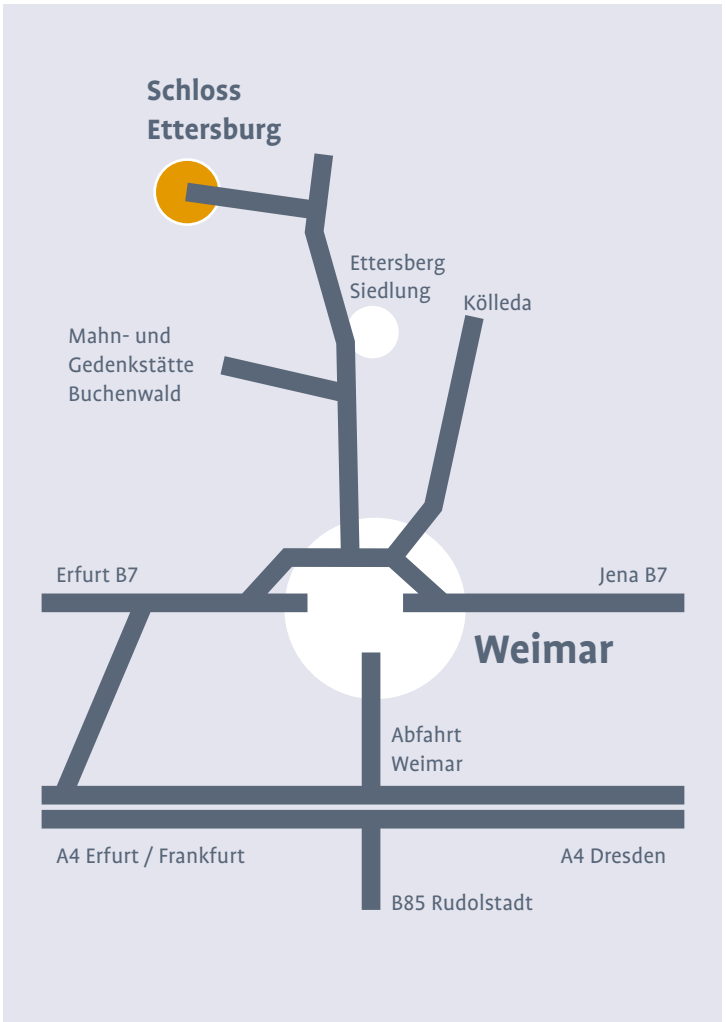 Schloss
Ettersburg
Ettersberg
Siedlung
Kölleda
Mahn- und
Gedenkstätte
Buchenwald
Erfurt B7
Jena B7
Weimar
Abfahrt
Weimar
A4 Erfurt / Frankfurt
A4 Dresden
B85 Rudolstadt